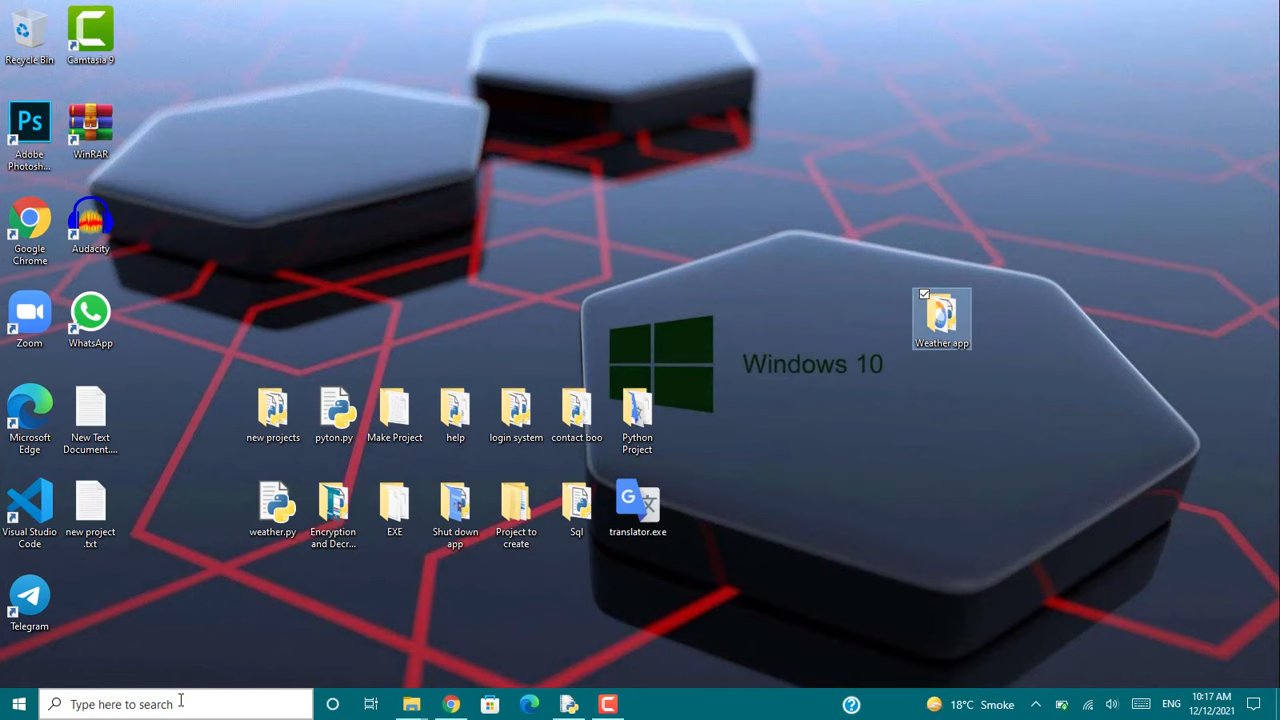 Recycle Bin
Camtasia 9
Ps
Adobe
Photosh...
WinRAR
Google
Chrome
Audacity
Zoom
WhatsApp
Microsoft
Edge
New Text
Document....
Visual Studio
Code
new project
.txt
Telegram
new projects
pyton.py
Make Project
help
login system
contact boo
Python
Project
weather.py
Encryption
and Decr...
EXE
Shut down
app
Project to
create
Sql
G
文
translator.exe
Weather app
Windows 10
Type here to search
18°C Smoke
ENG
10:17 AM
12/12/2021